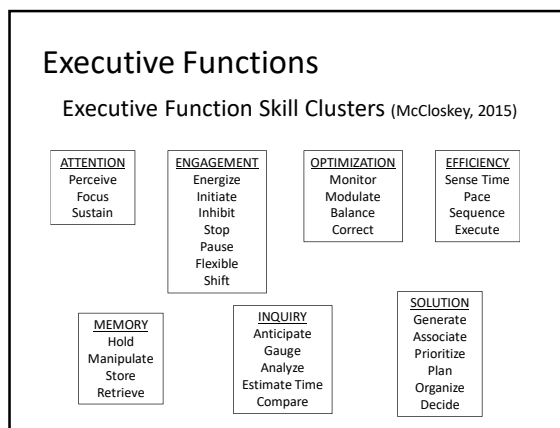 Executive Functions
Executive Function Skill Clusters (McCloskey, 2015)
ATTENTION
Perceive
Focus
Sustain
ENGAGEMENT
Energize
Initiate
Inhibit
Stop
Pause
Flexible
Shift
OPTIMIZATION
Monitor
Modulate
Balance
Correct
EFFICIENCY
Sense Time
Pace
Sequence
Execute
MEMORY
Hold
Manipulate
Store
Retrieve
INQUIRY
Anticipate
Gauge
Analyze
Estimate Time
Compare
SOLUTION
Generate
Associate
Prioritize
Plan
Organize
Decide